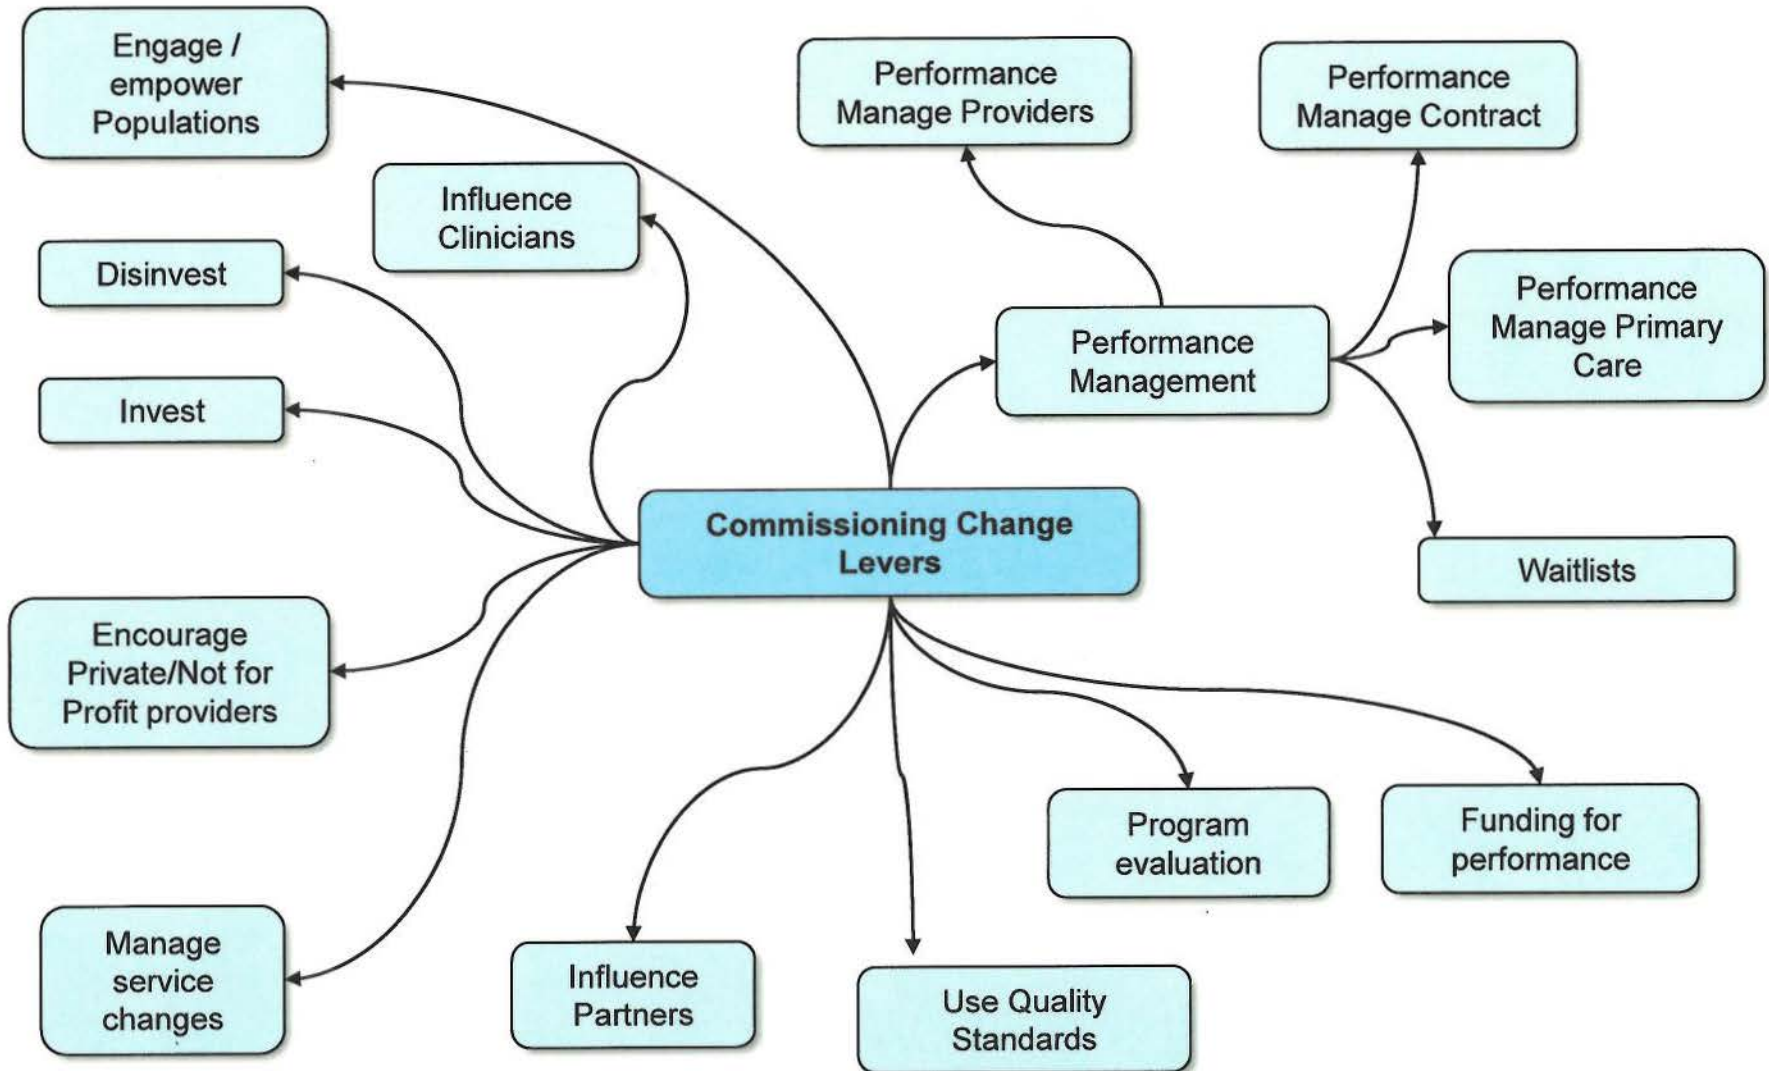 Engage /
empower
Populations
Performance
Manage Providers
Performance
Manage Contract
Influence
Clinicians
Disinvest
Performance
Manage Primary
Care
Performance
Management
Invest
Commissioning Change
Levers
Waitlists
Encourage
Private/Not for
Profit providers
Program
evaluation
Funding for
performance
Manage
service
changes
Influence
Partners
Use Quality
Standards